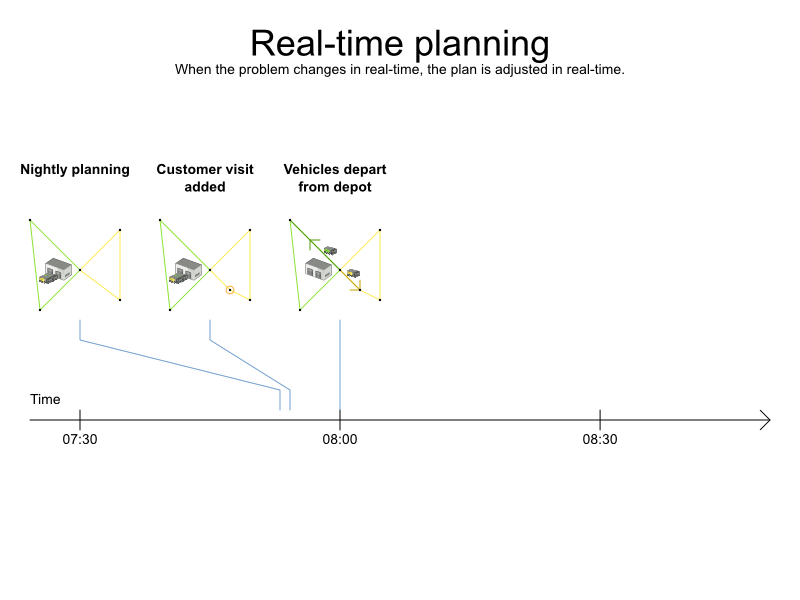 Real-time planning
When the problem changes in real-time, the plan is adjusted in real-time.
Nightly planning
Customer visit
added
Vehicles depart
from depot
Time
07:30
08:00
08:30